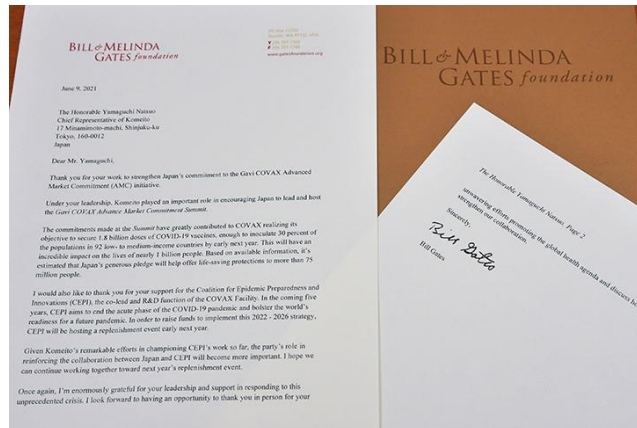 BILL & MELINDA
GATES foundation
www.gatesfoundation.org
June 9, 2021
The Honorable Yamaguchi Natsuo
Chief Representative of Komeito
17 Minamimoto-machi, Shinjuku-ku
Tokyo, 160-0012
Japan
Dear Mr. Yamaguchi,
Thank you for your work to strengthen Japan's commitment to the Gavi COVAX Advanced
Market Commitment (AMC) initiative.
Under your leadership, Komeito played an important role in encouraging Japan to lead and host
the Gavi COVAX Advance Market Commitment Summit.
The commitments made at the Summit have greatly contributed to COVAX realizing its
objective to secure 1.8 billion doses of COVID-19 vaccines, enough to inoculate 30 percent of
the populations in 92 low- to medium-income countries by early next year. This will have an
incredible impact on the lives of nearly 1 billion people. Based on available information, it's
estimated that Japan's generous pledge will help offer life-saving protections to more than 75
million people.
I would also like to thank you for your support for the Coalition for Epidemic Preparedness and
Innovations (CEPI), the co-lead and R&D function of the COVAX Facility. In the coming five
years, CEPI aims to end the acute phase of the COVID-19 pandemic and bolster the world's
readiness for a future pandemic. In order to raise funds to implement this 2022 - 2026 strategy,
CEPI will be hosting a replenishment event early next year.
Given Komeito's remarkable efforts in championing CEPI's work so far, the party's role in
reinforcing the collaboration between Japan and CEPI will become more important. I hope we
can continue working together toward next year's replenishment event.
Once again, I'm enormously grateful for your leadership and support in responding to this
unprecedented crisis. I look forward to having an opportunity to thank you in person for your
BILL & MELINDA
GATES foundation
The Honorable Yamaguchi Natsuo, Page 2
unwavering efforts promoting the global health agenda and discuss
strengthen our collaboration.
Sincerely,
Bill Gates
Bill Gates